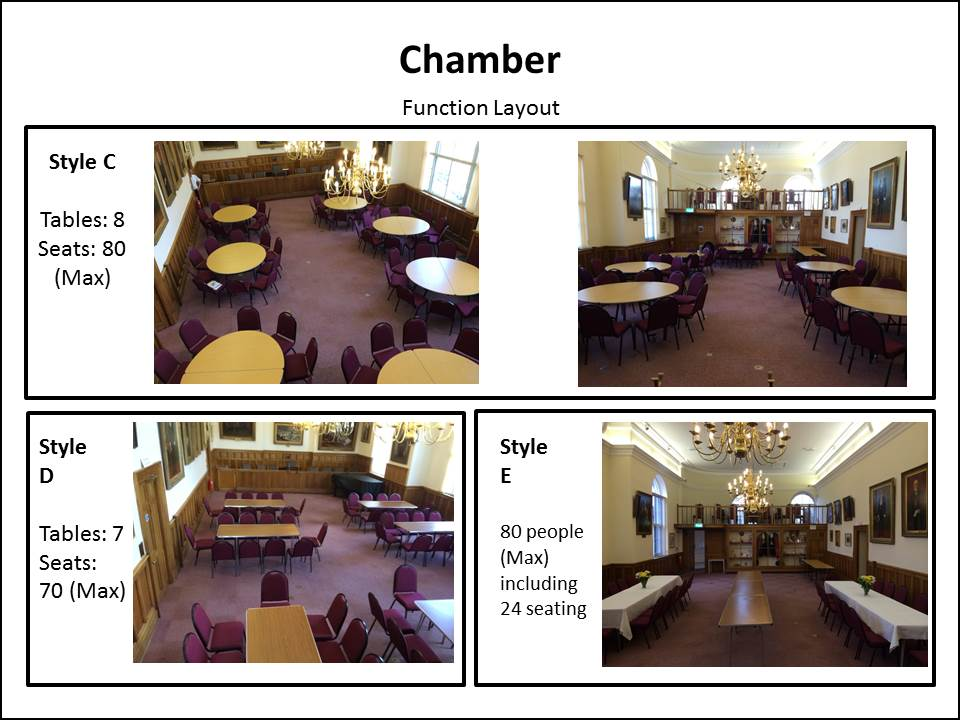 Chamber
Function Layout
Style C
Tables: 8
Seats: 80
(Max)
Style
D
Tables: 7
Seats:
70 (Max)
Style
E
80 people
(Max)
including
24 seating